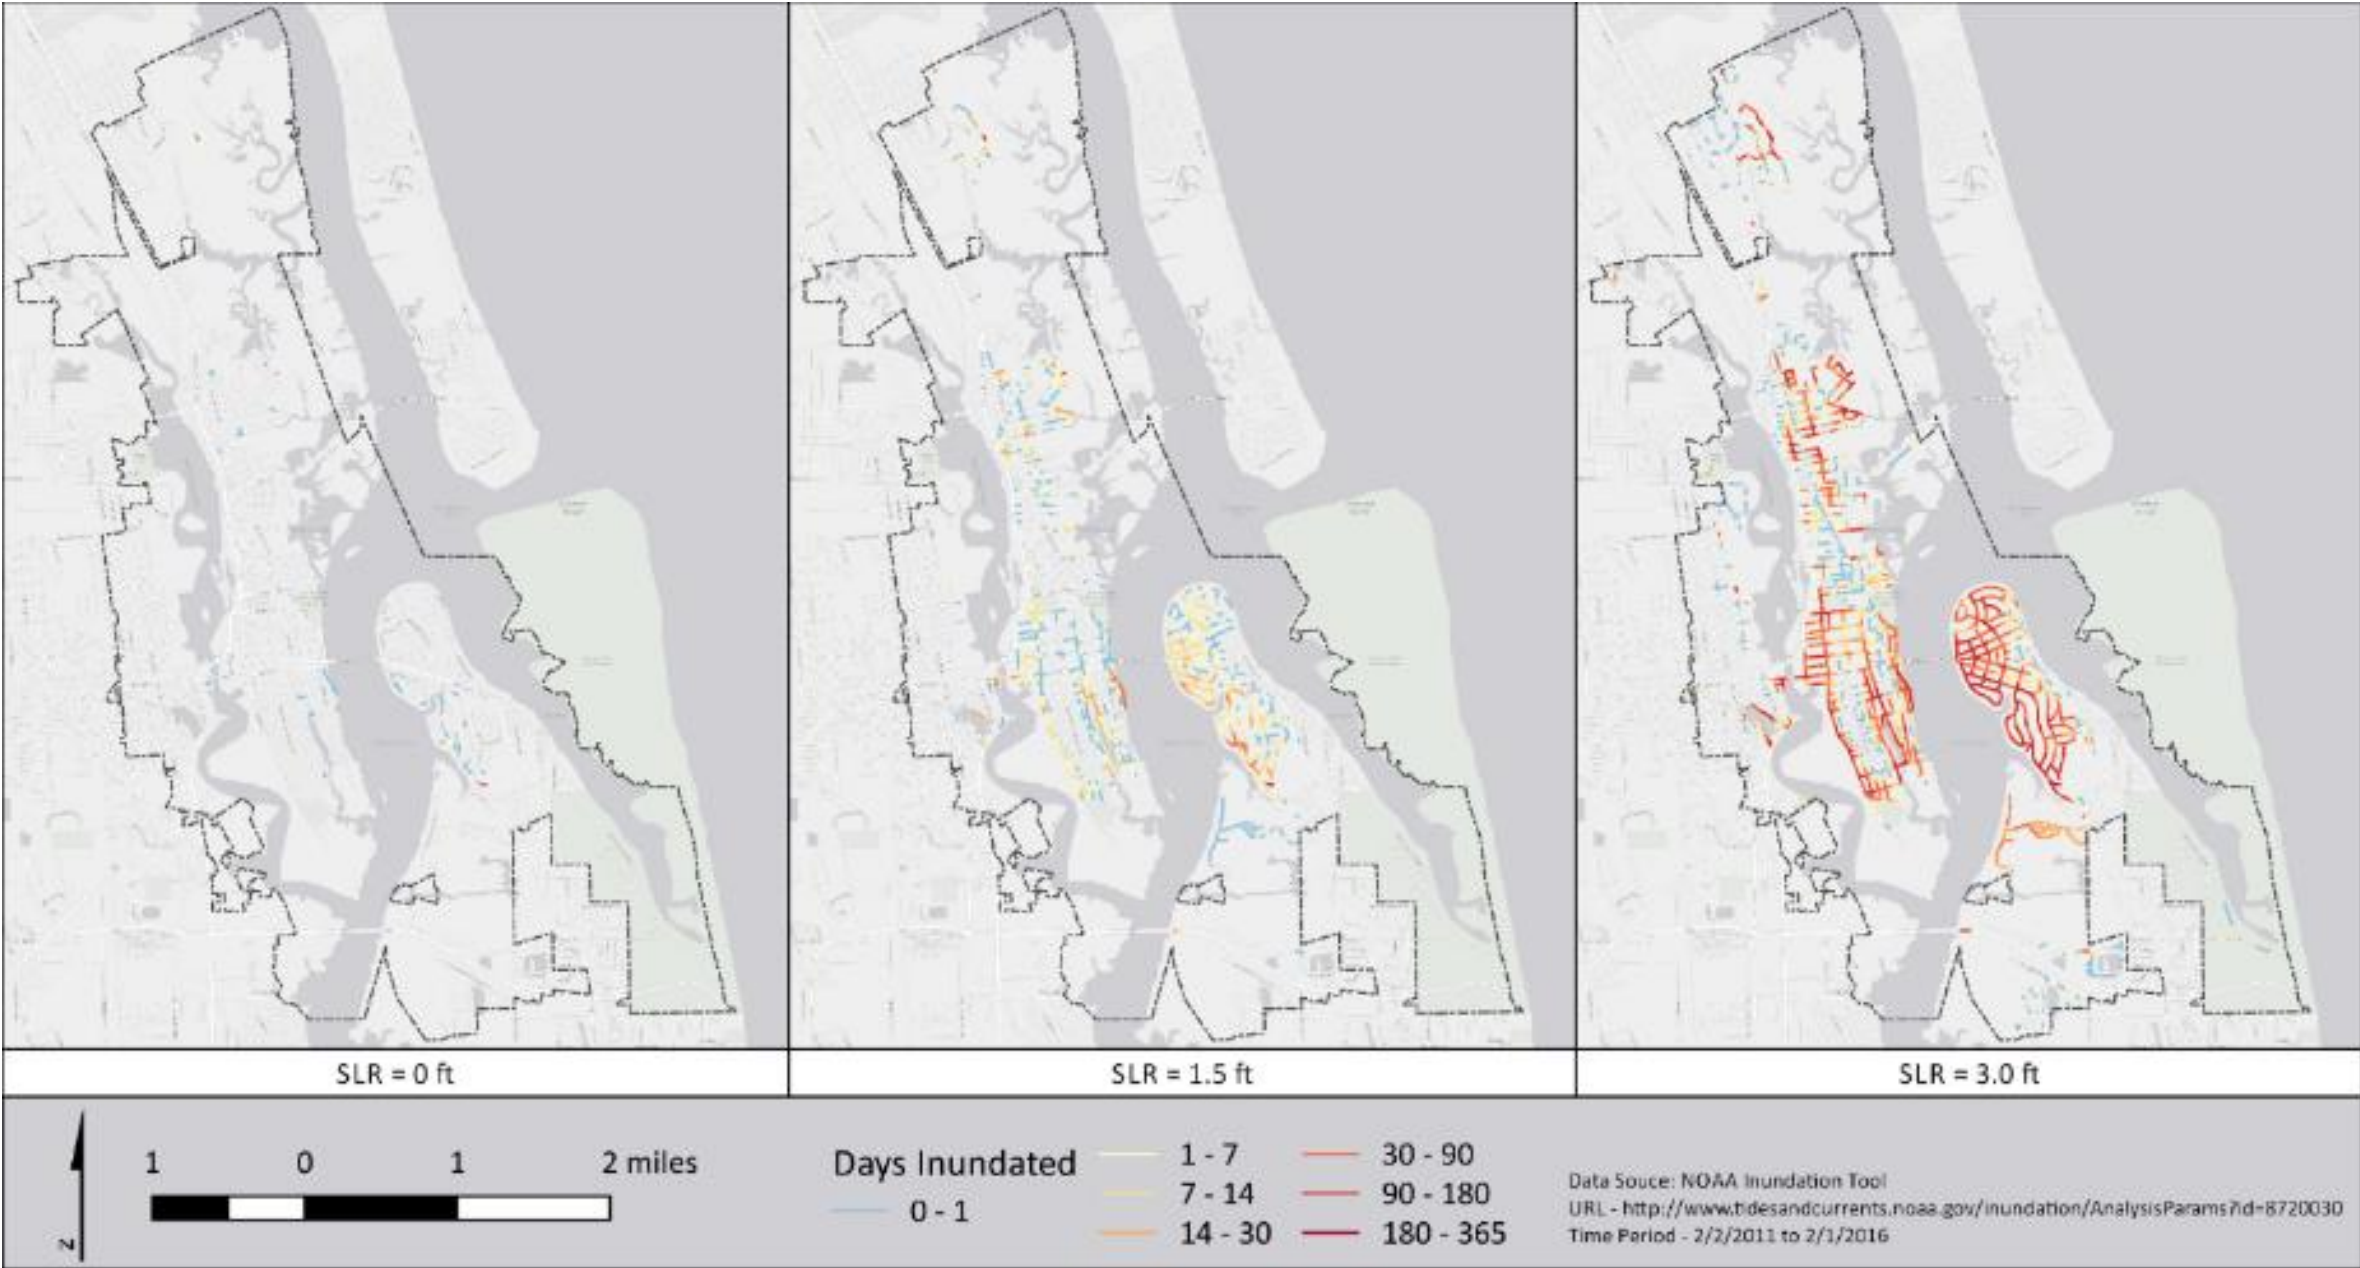 SLR = 0 ft
SLR = 1.5 ft
SLR = 3.0 ft
1 0 1 2 miles
N
Days Inundated
0 - 1
1 - 7
7 - 14
14 - 30
30 - 90
90 - 180
180 - 365
Data Souce: NOAA Inundation Tool
URL - http://www.tidesandcurrents.noaa.gov/inundation/AnalysisParams?id=8720030
Time Period - 2/2/2011 to 2/1/2016